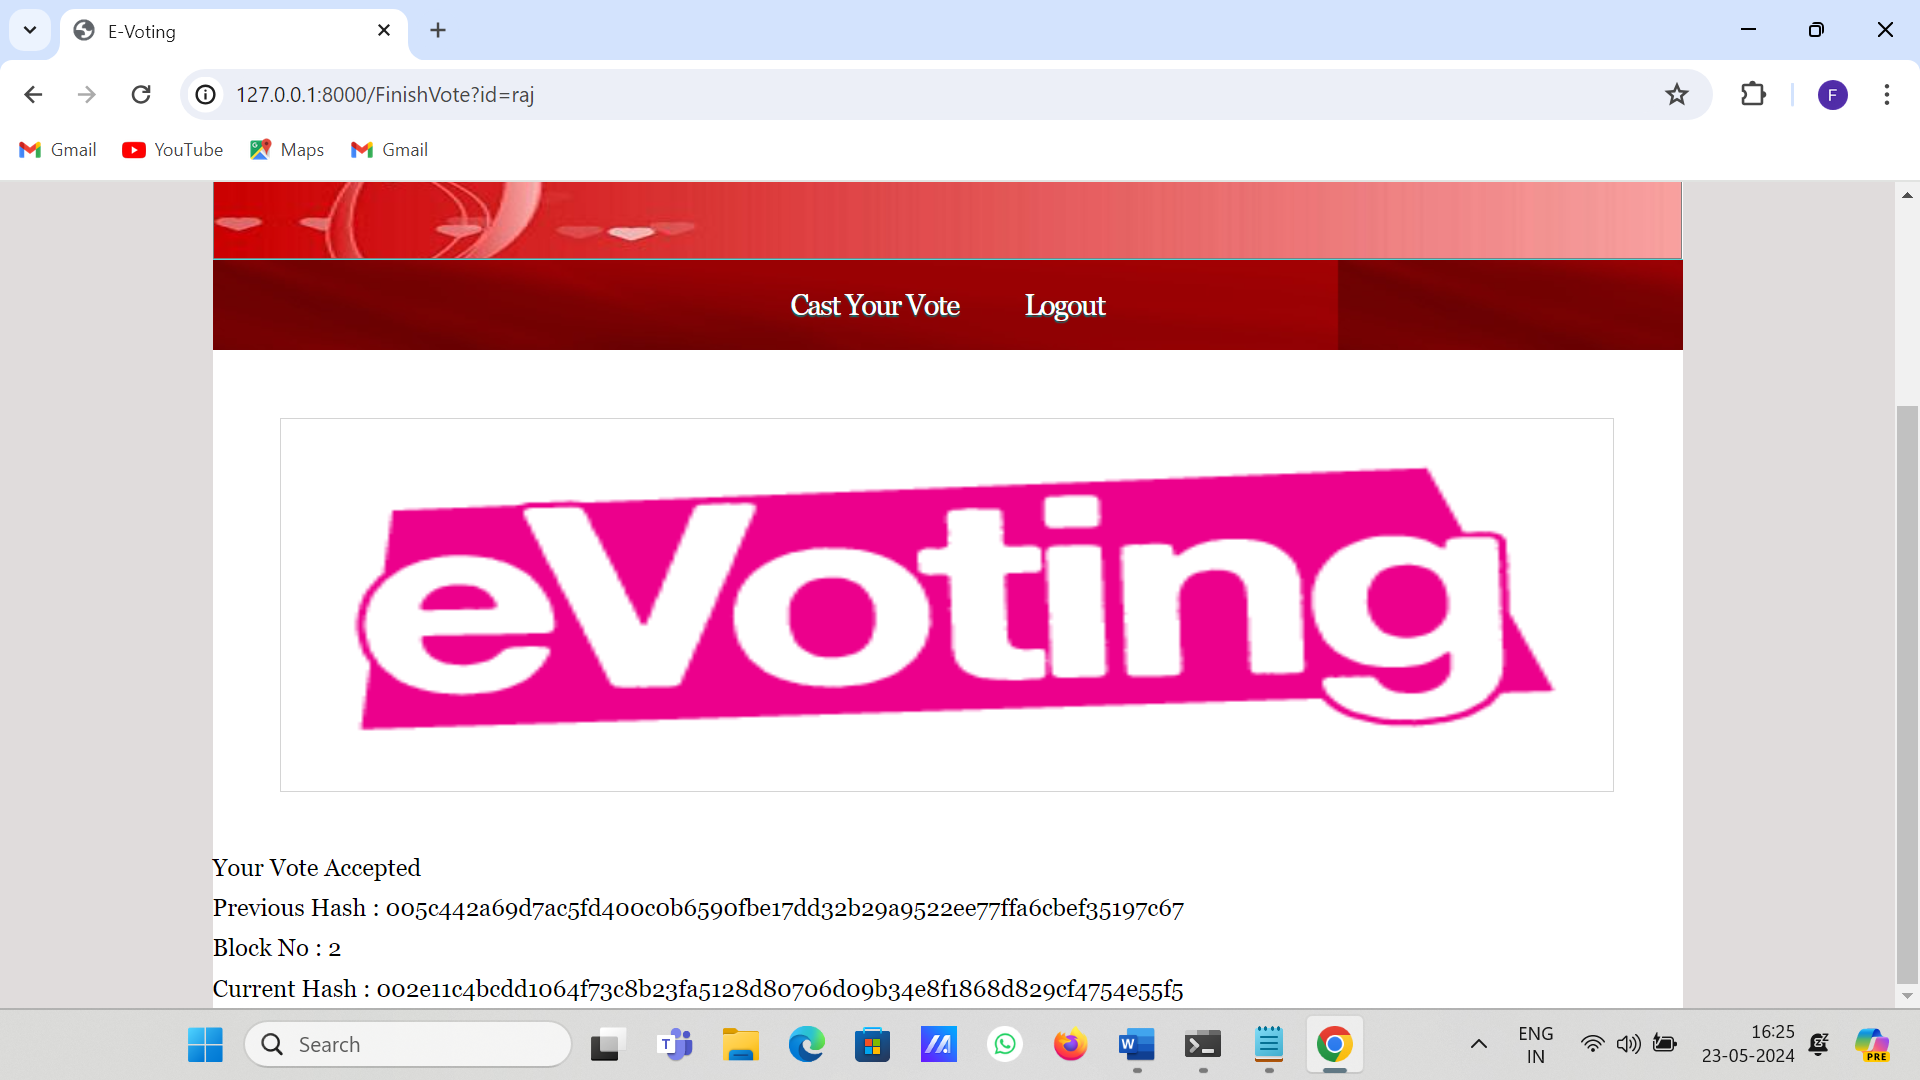 E-Voting
127.0.0.1:8000/FinishVote?id=raj
F
Gmail
YouTube
Maps
Gmail
Cast Your Vote
Logout
eVoting
Your Vote Accepted
Previous Hash : 005c442a69d7ac5fd400c0b6590fbe17dd32b29a9522ee77ffa6cbef35197c67
Block No : 2
Current Hash : 002e11c4bcdd1064f73c8b23fa5128d80706d09b34e8f1868d829cf4754e55f5
Search
ENG
IN
16:25
23-05-2024
PRE